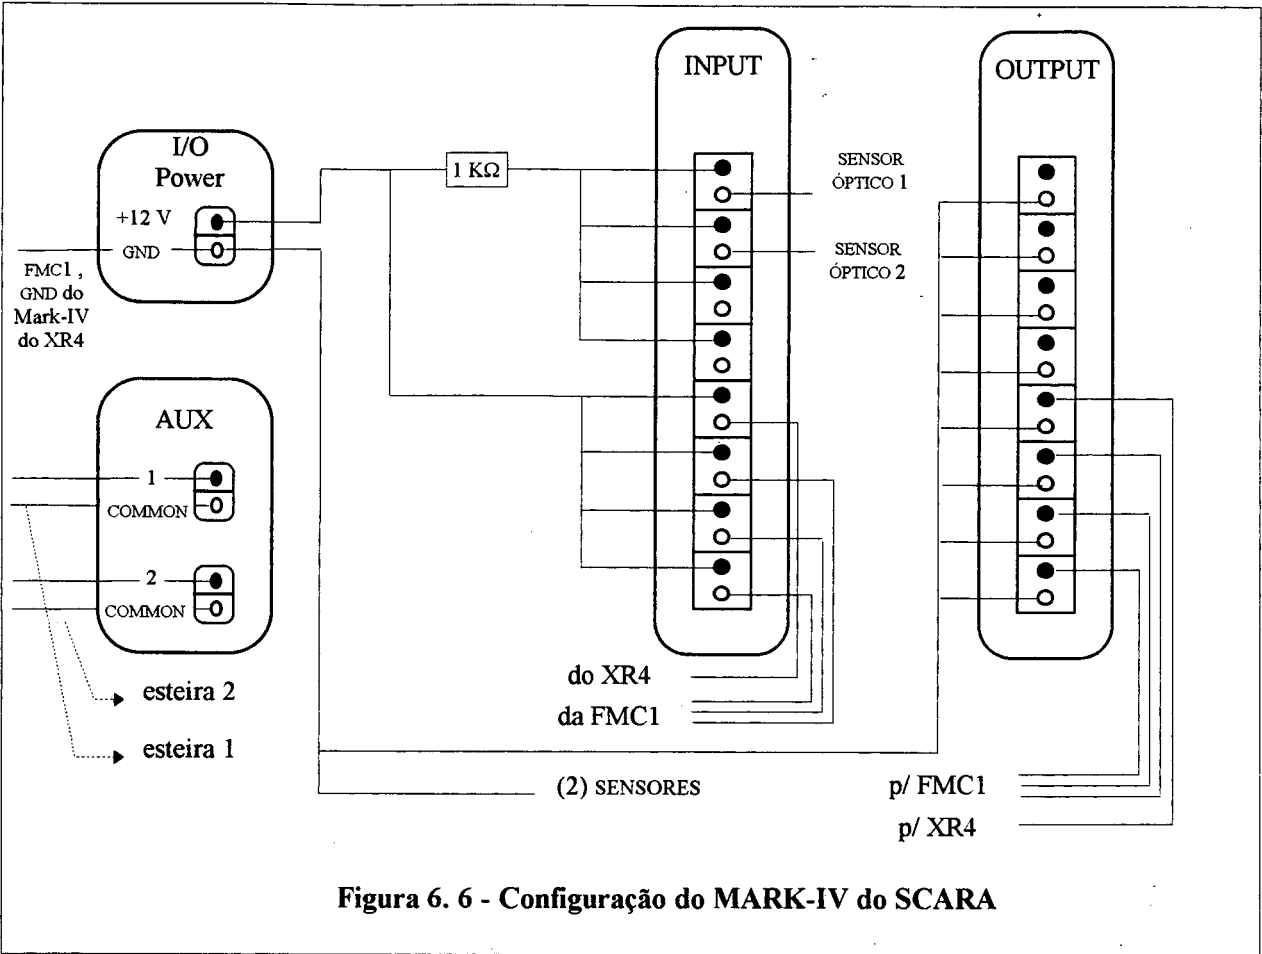 I/O
Power
+12 V
GND
FMC1 ,
GND do
Mark-IV
do XR4
AUX
1
COMMON
2
COMMON
esteira 2
esteira 1
1 KΩ
INPUT
SENSOR
ÓPTICO 1
SENSOR
ÓPTICO 2
OUTPUT
do XR4
da FMC1
(2) SENSORES
p/ FMC1
p/ XR4
Figura 6. 6 - Configuração do MARK-IV do SCARA